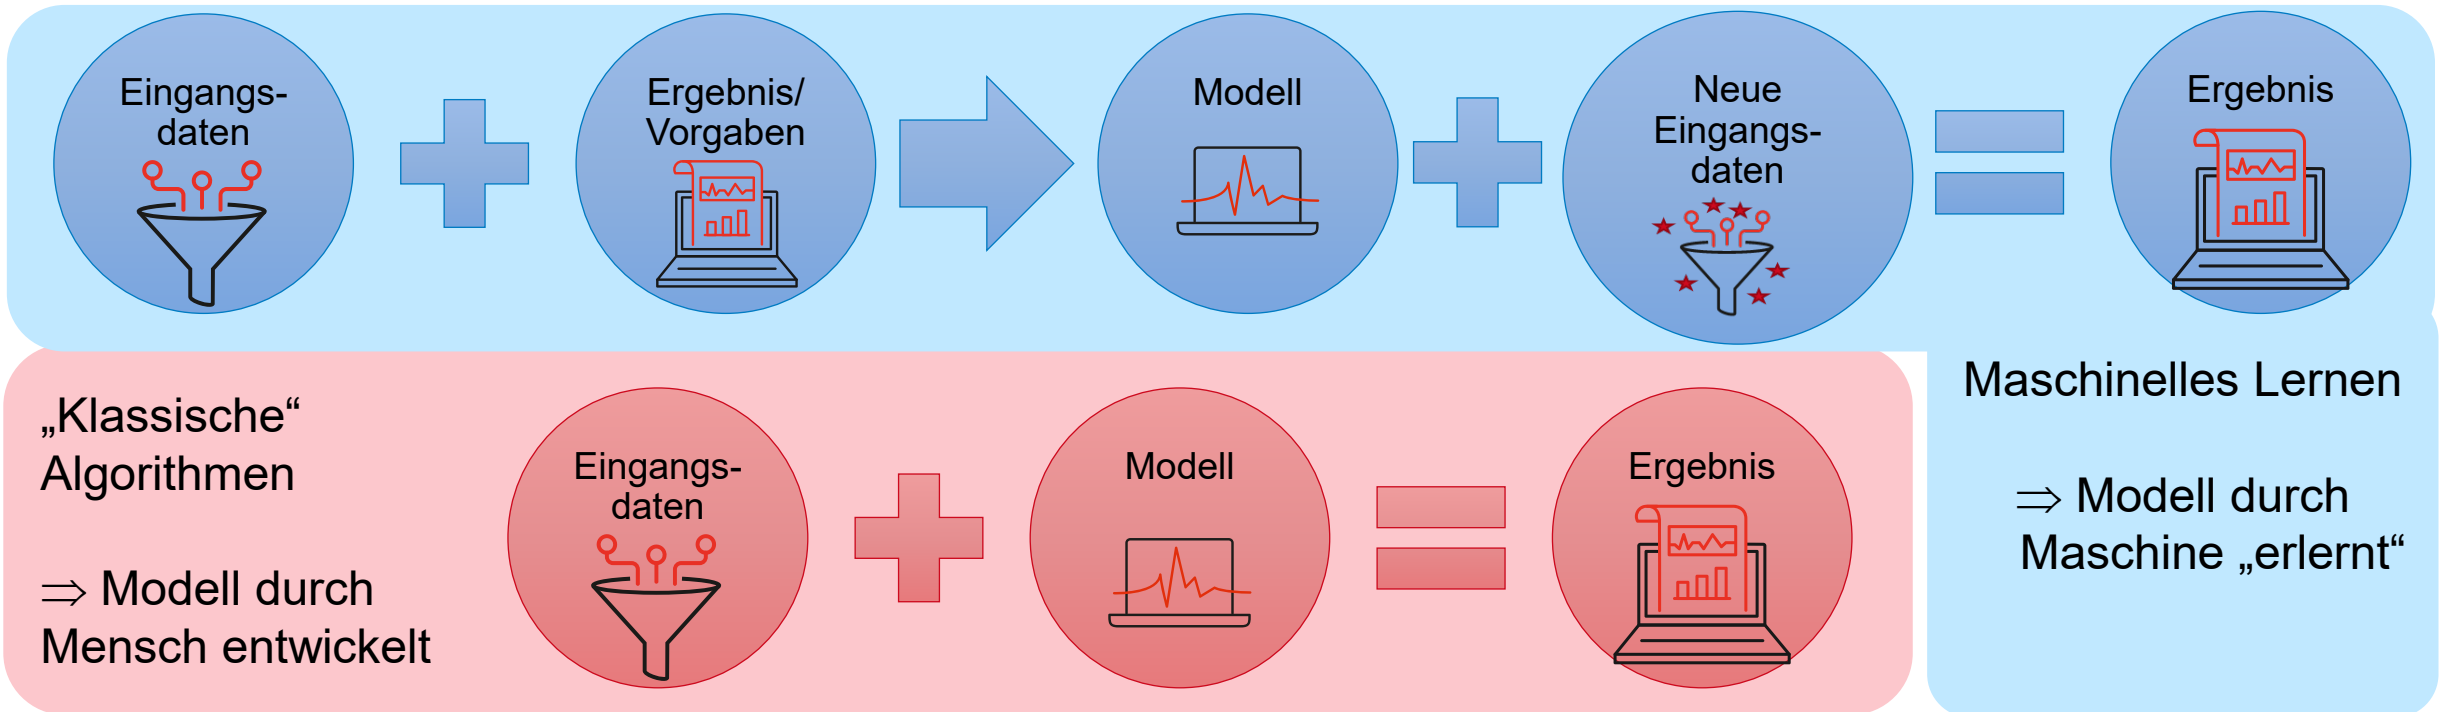 Eingangs-
daten
Ergebnis/
Vorgaben
Modell
Neue
Eingangs-
daten
Ergebnis
„Klassische“
Algorithmen
⇒ Modell durch
Mensch entwickelt
Eingangs-
daten
Modell
Ergebnis
Maschinelles Lernen
⇒ Modell durch
Maschine „erlernt“